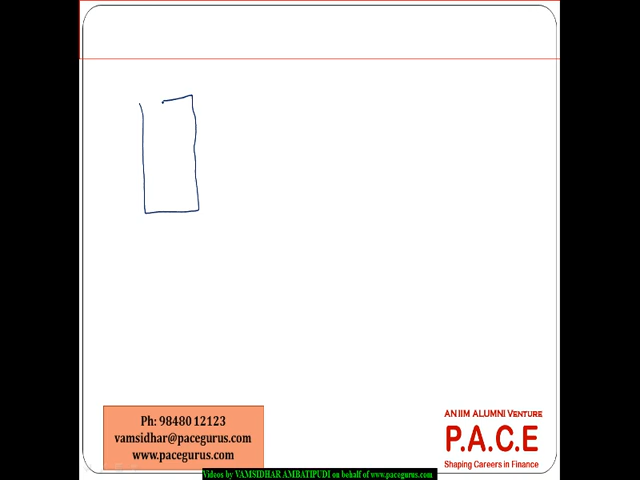 Ph: 98480 12123
vamsidhar@pacegurus.com
www.pacegurus.com
AN IIM ALUMNI VENTURE
P.A.C.E
Shaping Careers in Finance
Videos by VAMSIDHAR AMBATIPUDI on behalf of www.pacegurus.com